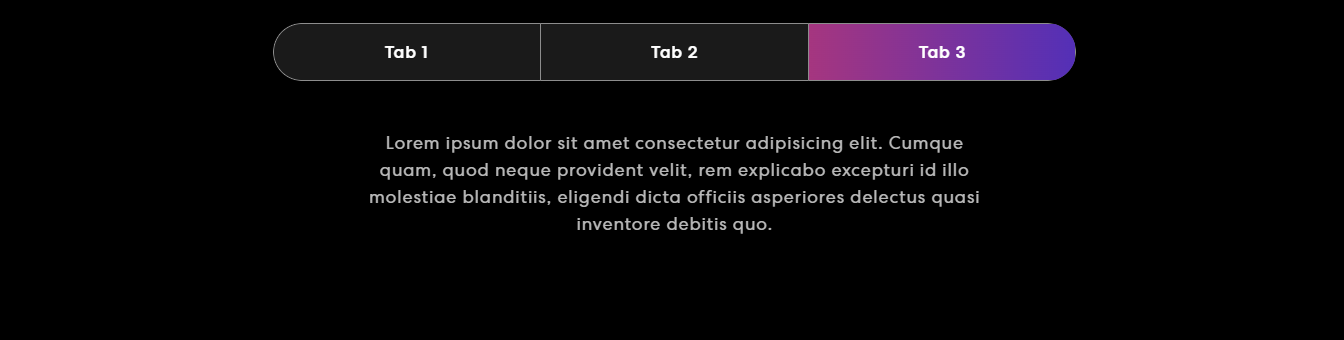 Tab 1 Tab 2 Tab 3
Lorem ipsum dolor sit amet consectetur adipisicing elit. Cumque
quam, quod neque provident velit, rem explicabo excepturi id illo
molestiae blanditiis, eligendi dicta officiis asperiores delectus quasi
inventore debitis quo.